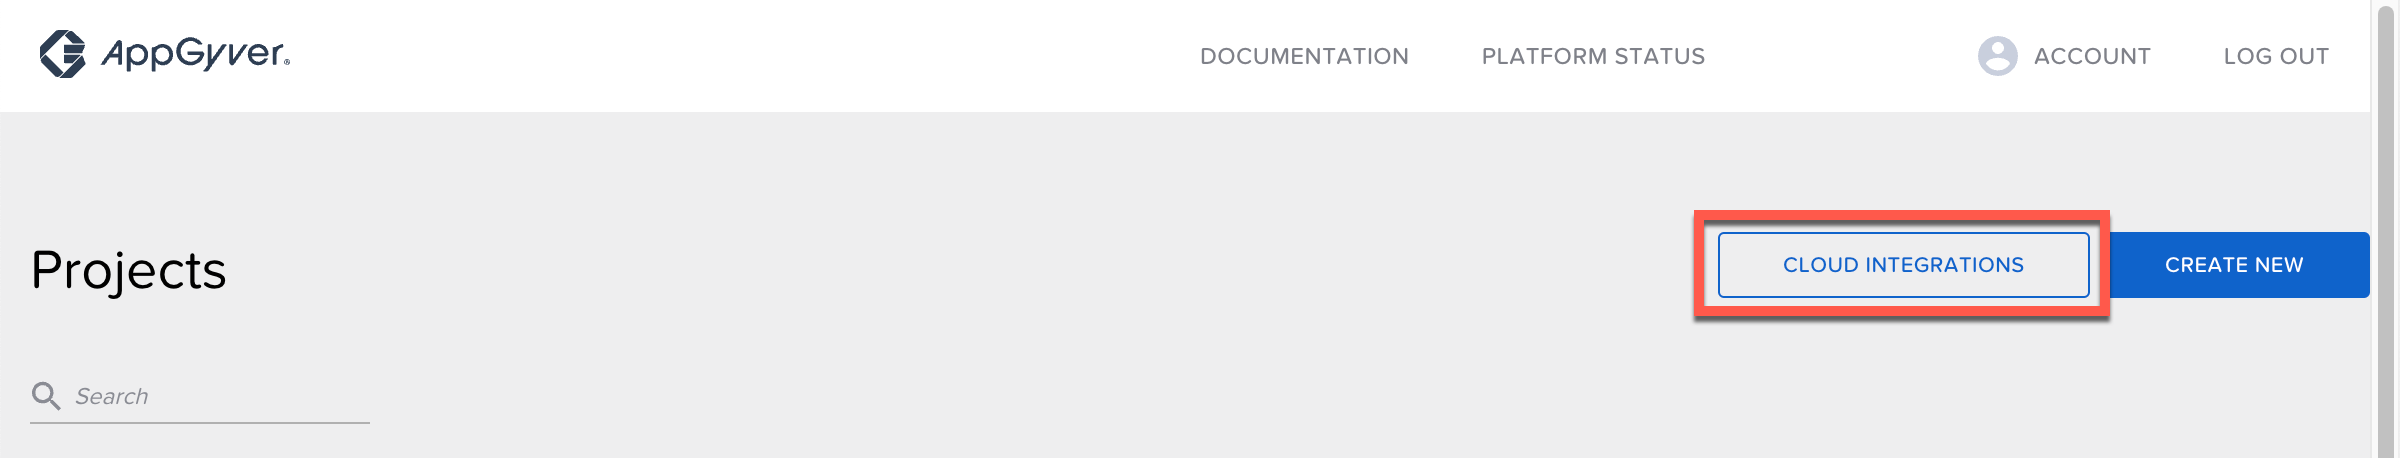 AppGyver®
DOCUMENTATION
PLATFORM STATUS
ACCOUNT
LOG OUT
Projects
CLOUD INTEGRATIONS
CREATE NEW
Search